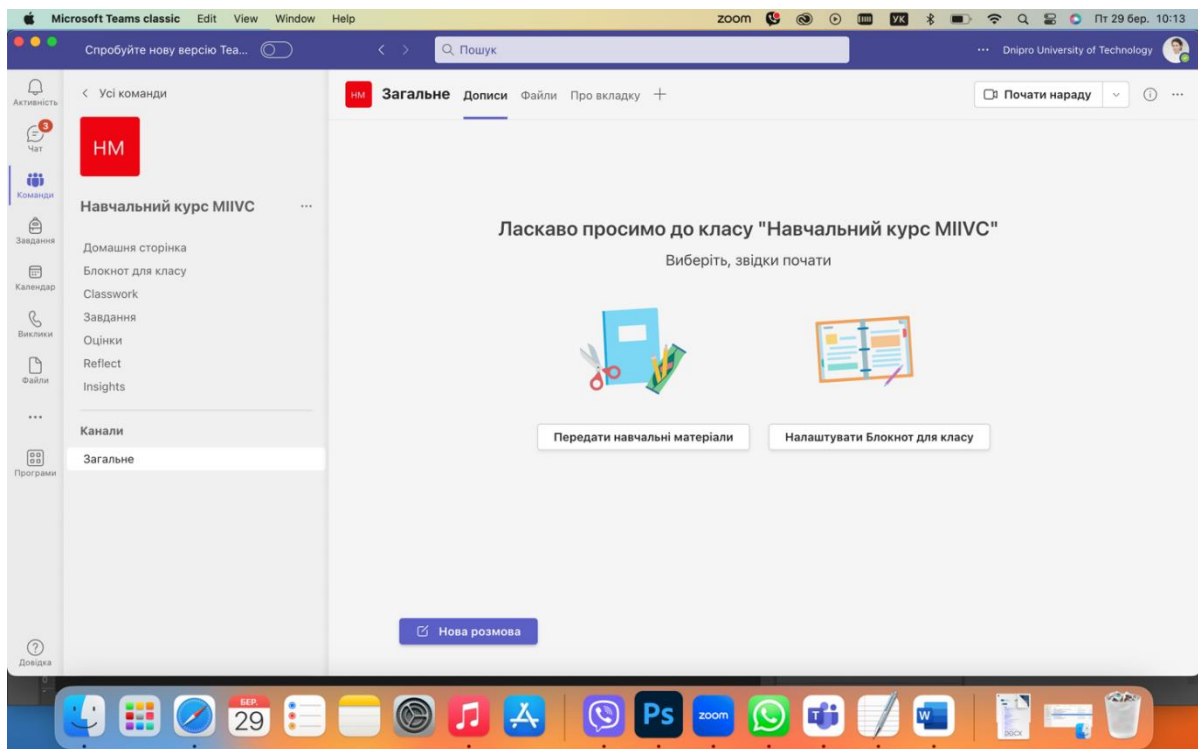 Microsoft Teams classic Edit View Window Help zoom УК Пт 29 бер. 10:13
Спробуйте нову версію Tea... Пошук ... Dnipro University of Technology
Активність
3
Чат
Команди
Завдання
Календар
Виклики
Файли
...
Програми
Довідка
Усі команди
НМ
Навчальний курс MIIVC ...
Домашня сторінка
Блокнот для класу
Classwork
Завдання
Оцінки
Reflect
Insights
Канали
Загальне
НМ Загальне Дописи Файли Про вкладку + Почати нараду ...
Ласкаво просимо до класу "Навчальний курс MIIVC"
Виберіть, звідки почати
Передати навчальні матеріали Налаштувати Блокнот для класу
Нова розмова
БЕР.
29 Ps zoom W DOCX